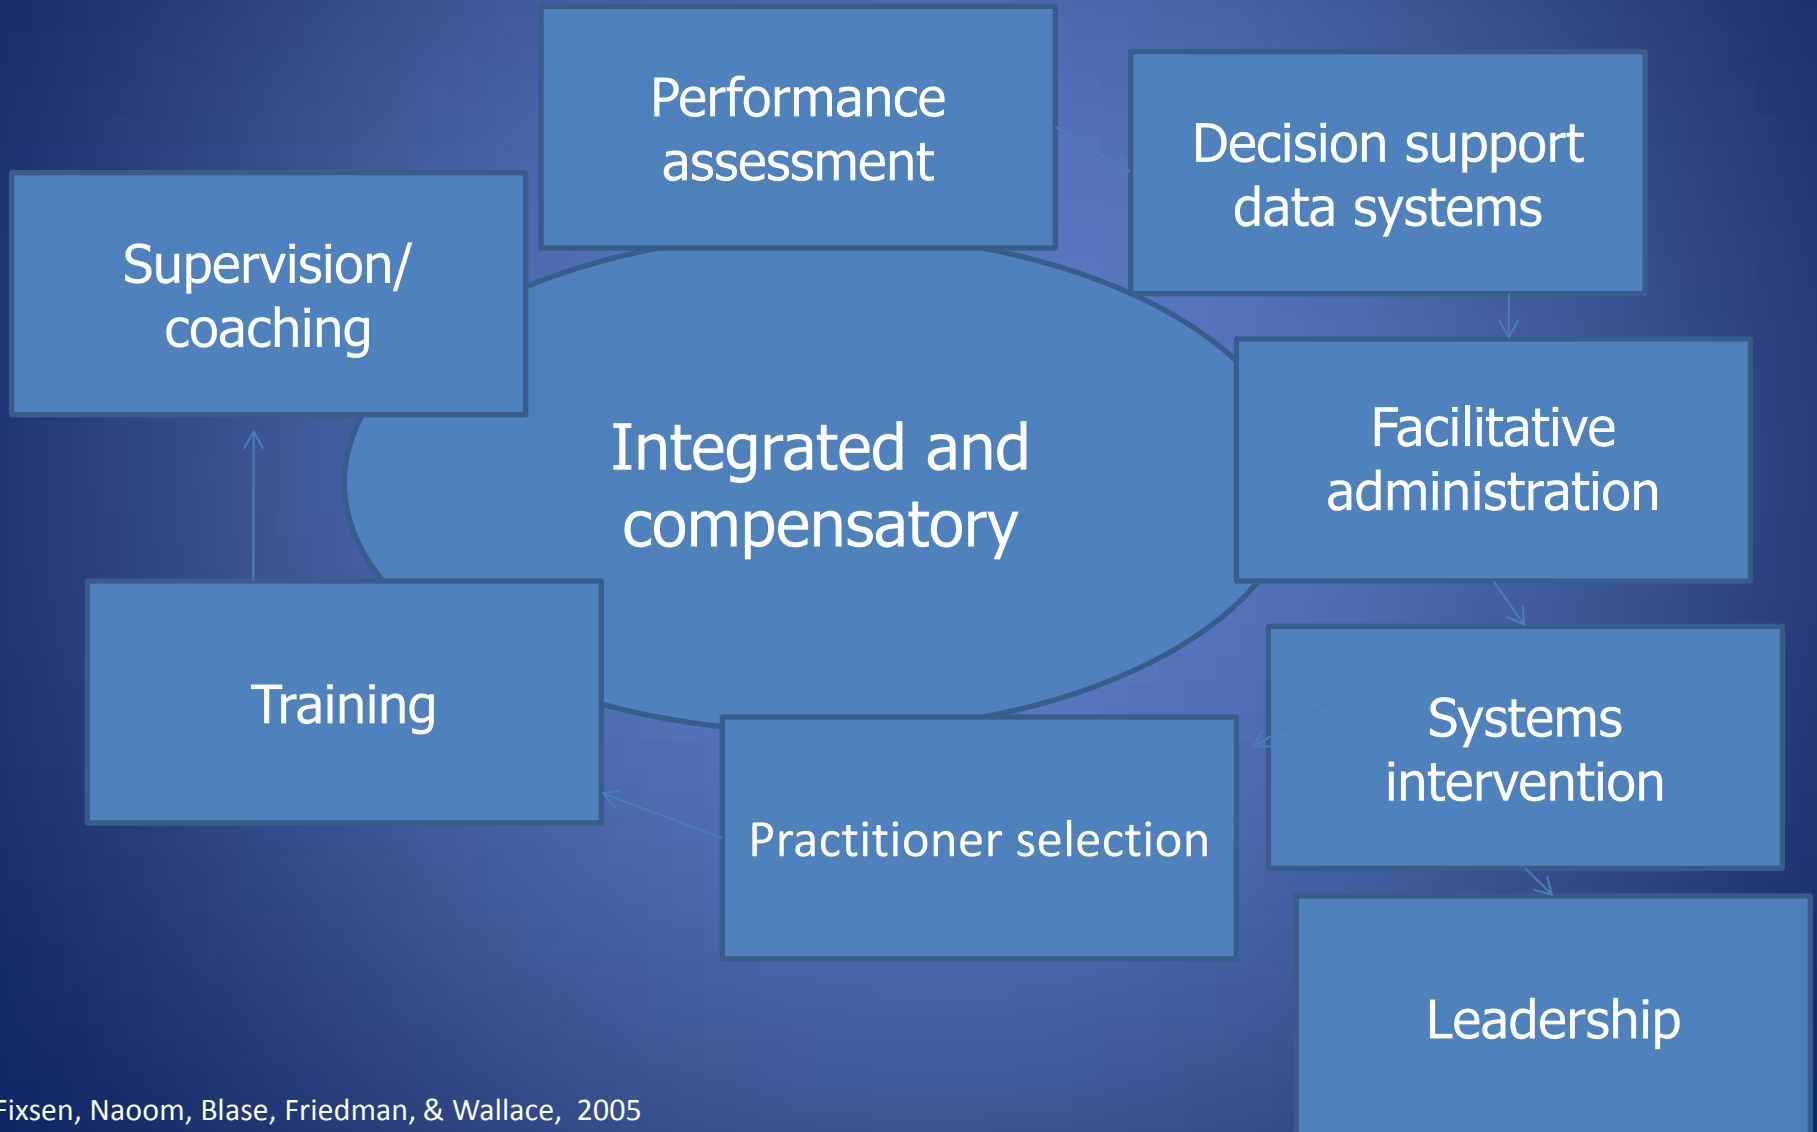 Performance
assessment
Decision support
data systems
Supervision/
coaching
Integrated and
compensatory
Facilitative
administration
Training
Systems
intervention
Practitioner selection
Leadership
Fixsen, Naoom, Blase, Friedman, & Wallace, 2005